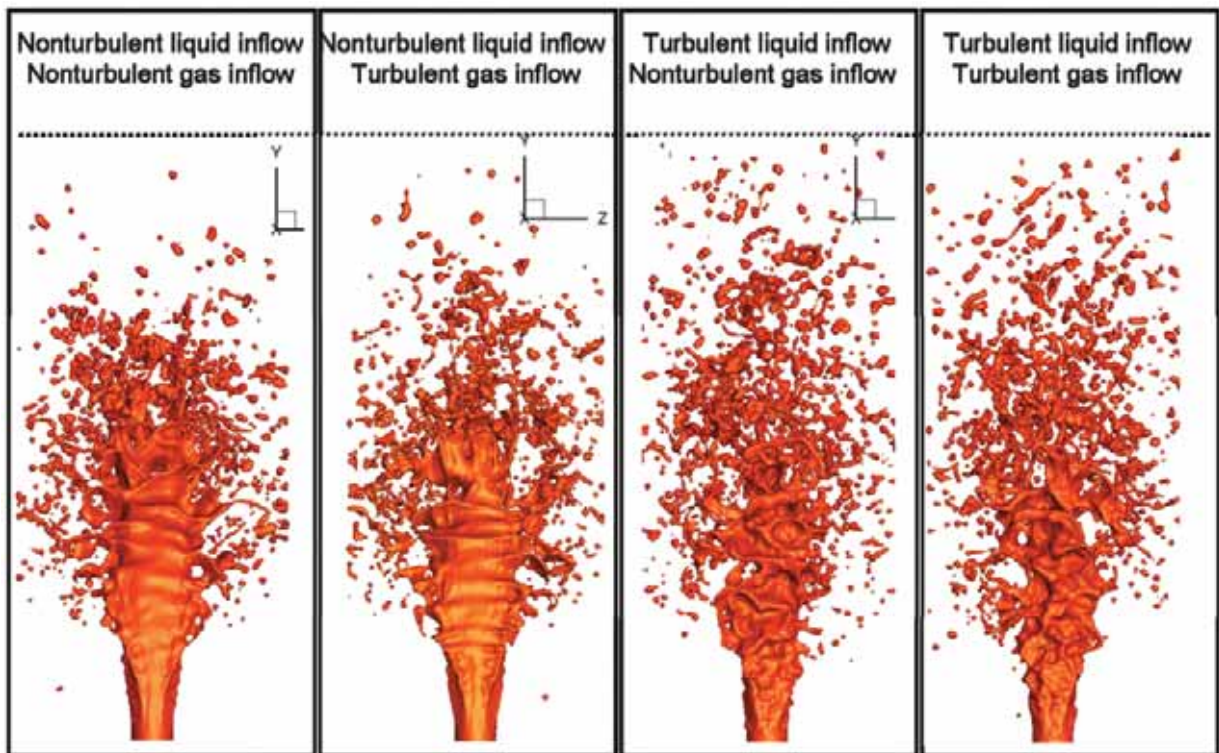 Nonturbulent liquid inflow
Nonturbulent gas inflow
Nonturbulent liquid inflow
Turbulent gas inflow
Turbulent liquid inflow
Nonturbulent gas inflow
Turbulent liquid inflow
Turbulent gas inflow
Y
X
Y
X
Z
Y
X